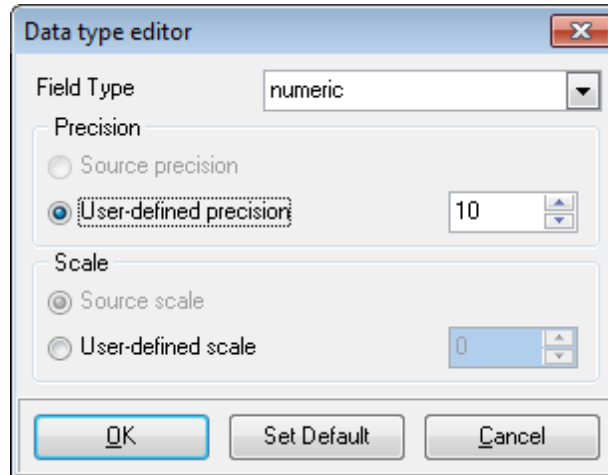 Data type editor
Field Type numeric
Precision
Source precision
User-defined precision 10
Scale
Source scale
User-defined scale 0
OK Set Default Cancel